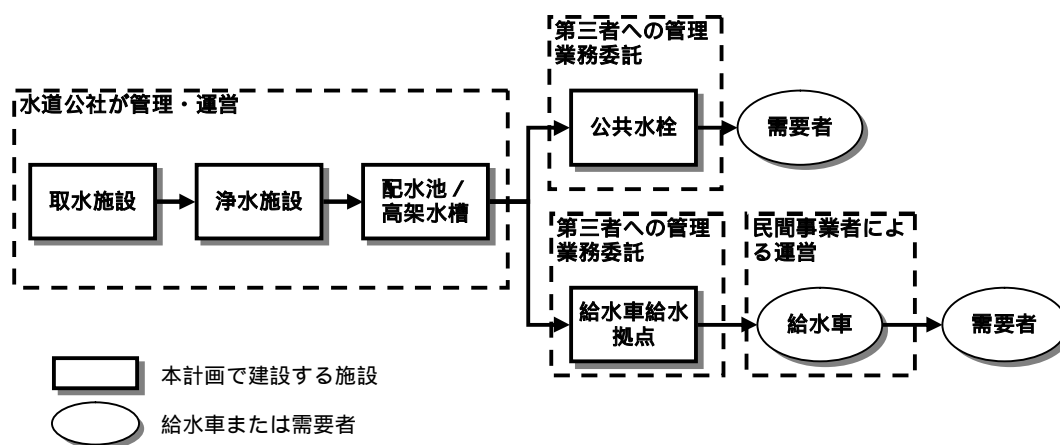 第三者への管理
業務委託
水道公社が管理・運営
公共水栓
需要者
取水施設
浄水施設
配水池 /
高架水槽
第三者への管理
業務委託
民間事業者によ
る運営
給水車給水
拠点
給水車
需要者
本計画で建設する施設
給水車または需要者